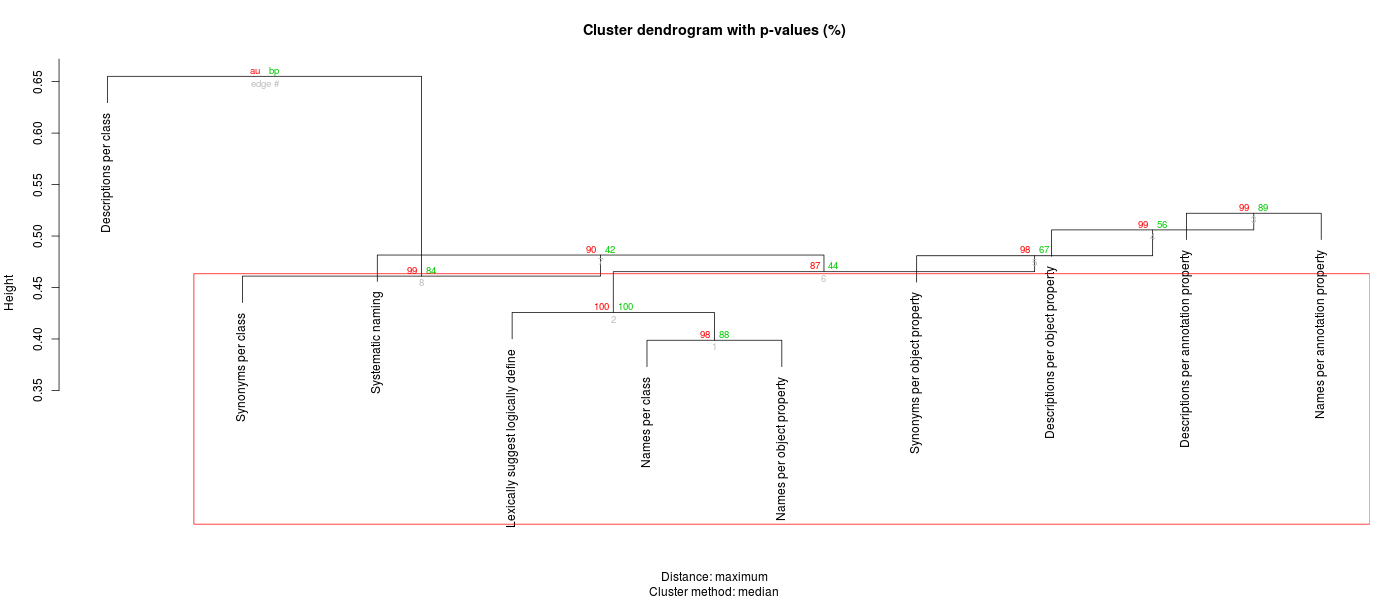 Cluster dendrogram with p-values (%)
Height
0.65
0.60
0.55
0.50
0.45
0.40
0.35
au bp
edge #
99 89
99 56
98 67
90 42
87 44
6
99 84
8
100 100
2
98 88
1
Descriptions per class
Synonyms per class
Systematic naming
Lexically suggest logically define
Names per class
Names per object property
Synonyms per object property
Descriptions per object property
Descriptions per annotation property
Names per annotation property
Distance: maximum
Cluster method: median